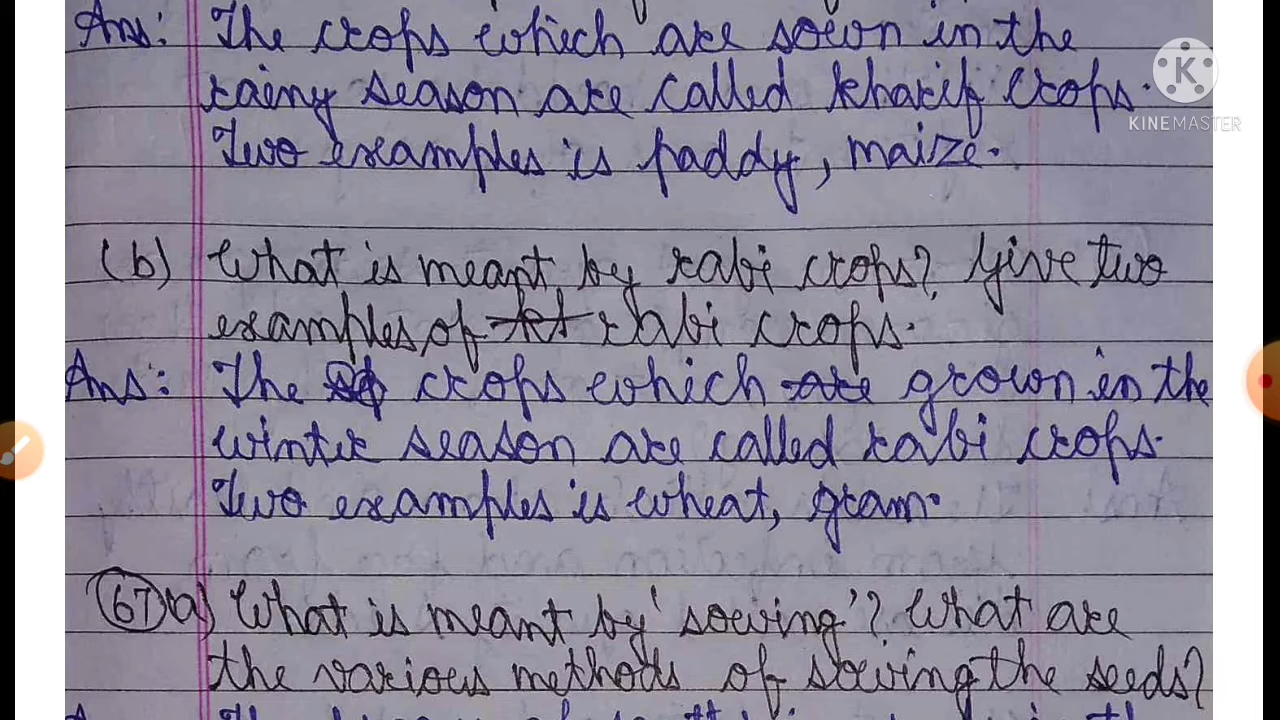 Ans: The crops which are sown in the
rainy season are called kharif crops.
Two examples is paddy, maize.
(b) What is meant by rabi crops? Give two
examples of rabi crops.
Ans: The crops which are grown in the
winter season are called rabi crops.
Two examples is wheat, gram.
(67) (a) What is meant by 'sowing'? What are
the various methods of sowing the seeds?
K
KINEMASTER